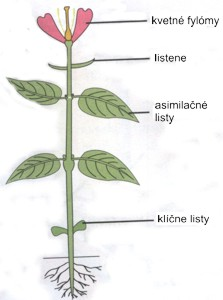 kvetné fylómy
listene
asimilačné
listy
klíčne listy